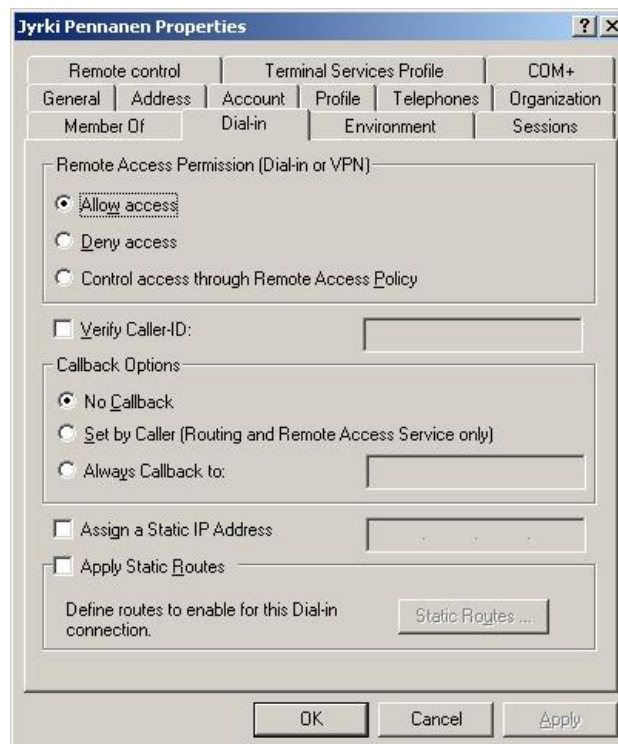 Jyrki Pennanen Properties
Remote control Terminal Services Profile COM+
General Address Account Profile Telephones Organization
Member Of Dial-in Environment Sessions
Remote Access Permission (Dial-in or VPN)
Allow access
Deny access
Control access through Remote Access Policy
Verify Caller-ID:
Callback Options
No Callback
Set by Caller (Routing and Remote Access Service only)
Always Callback to:
Assign a Static IP Address
Apply Static Routes
Define routes to enable for this Dial-in
connection.
Static Routes ...
OK Cancel Apply